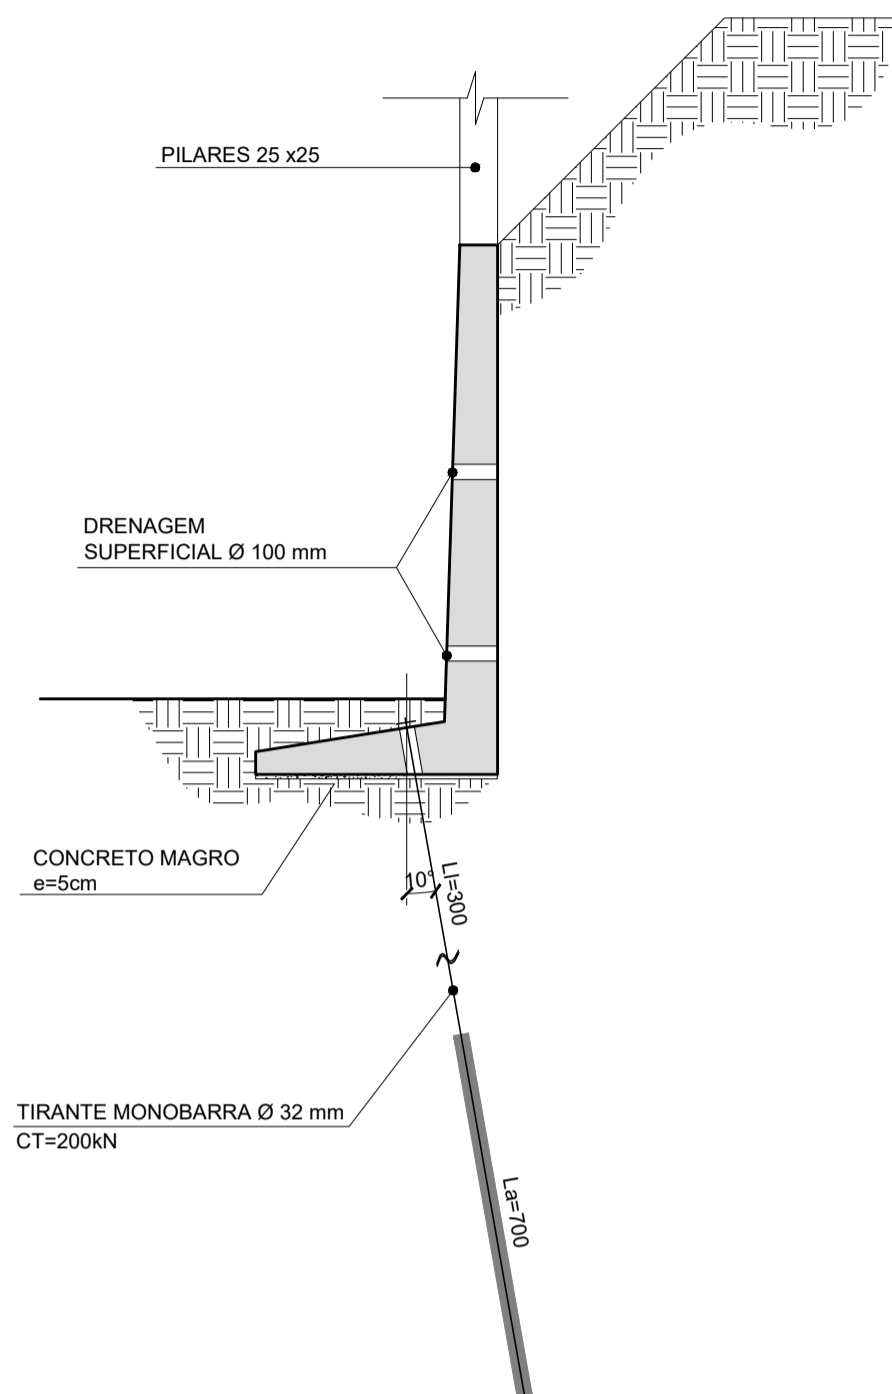 PILARES 25 x25
DRENAGEM
SUPERFICIAL Ø 100 mm
CONCRETO MAGRO
e=5cm
10°
Ll=300
TIRANTE MONOBARRA Ø 32 mm
CT=200kN
La=700